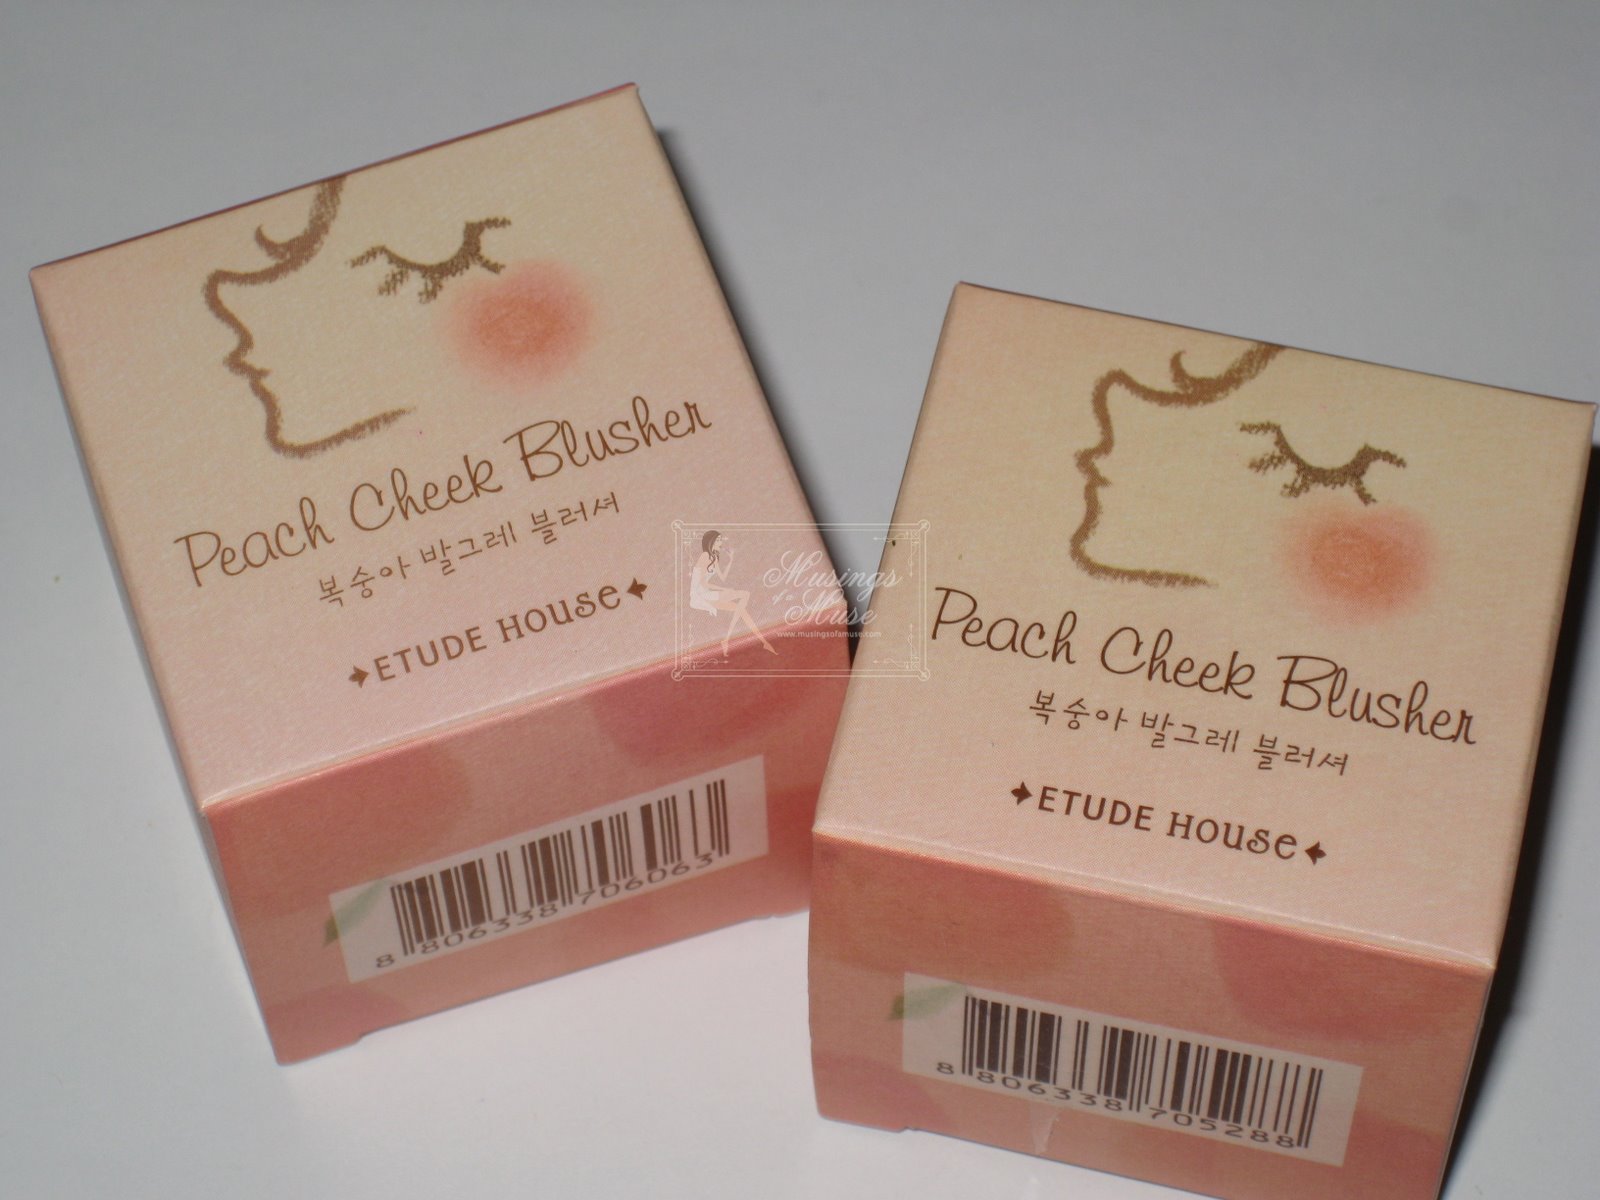 Peach Cheek Blusher
복숭아 발그레 블러셔
ETUDE HOUSE
8 806338 706063
Musings
of a
Muse
www.musingsofamuse.com
Peach Cheek Blusher
복숭아 발그레 블러셔
ETUDE HOUSE
8 806338 705288